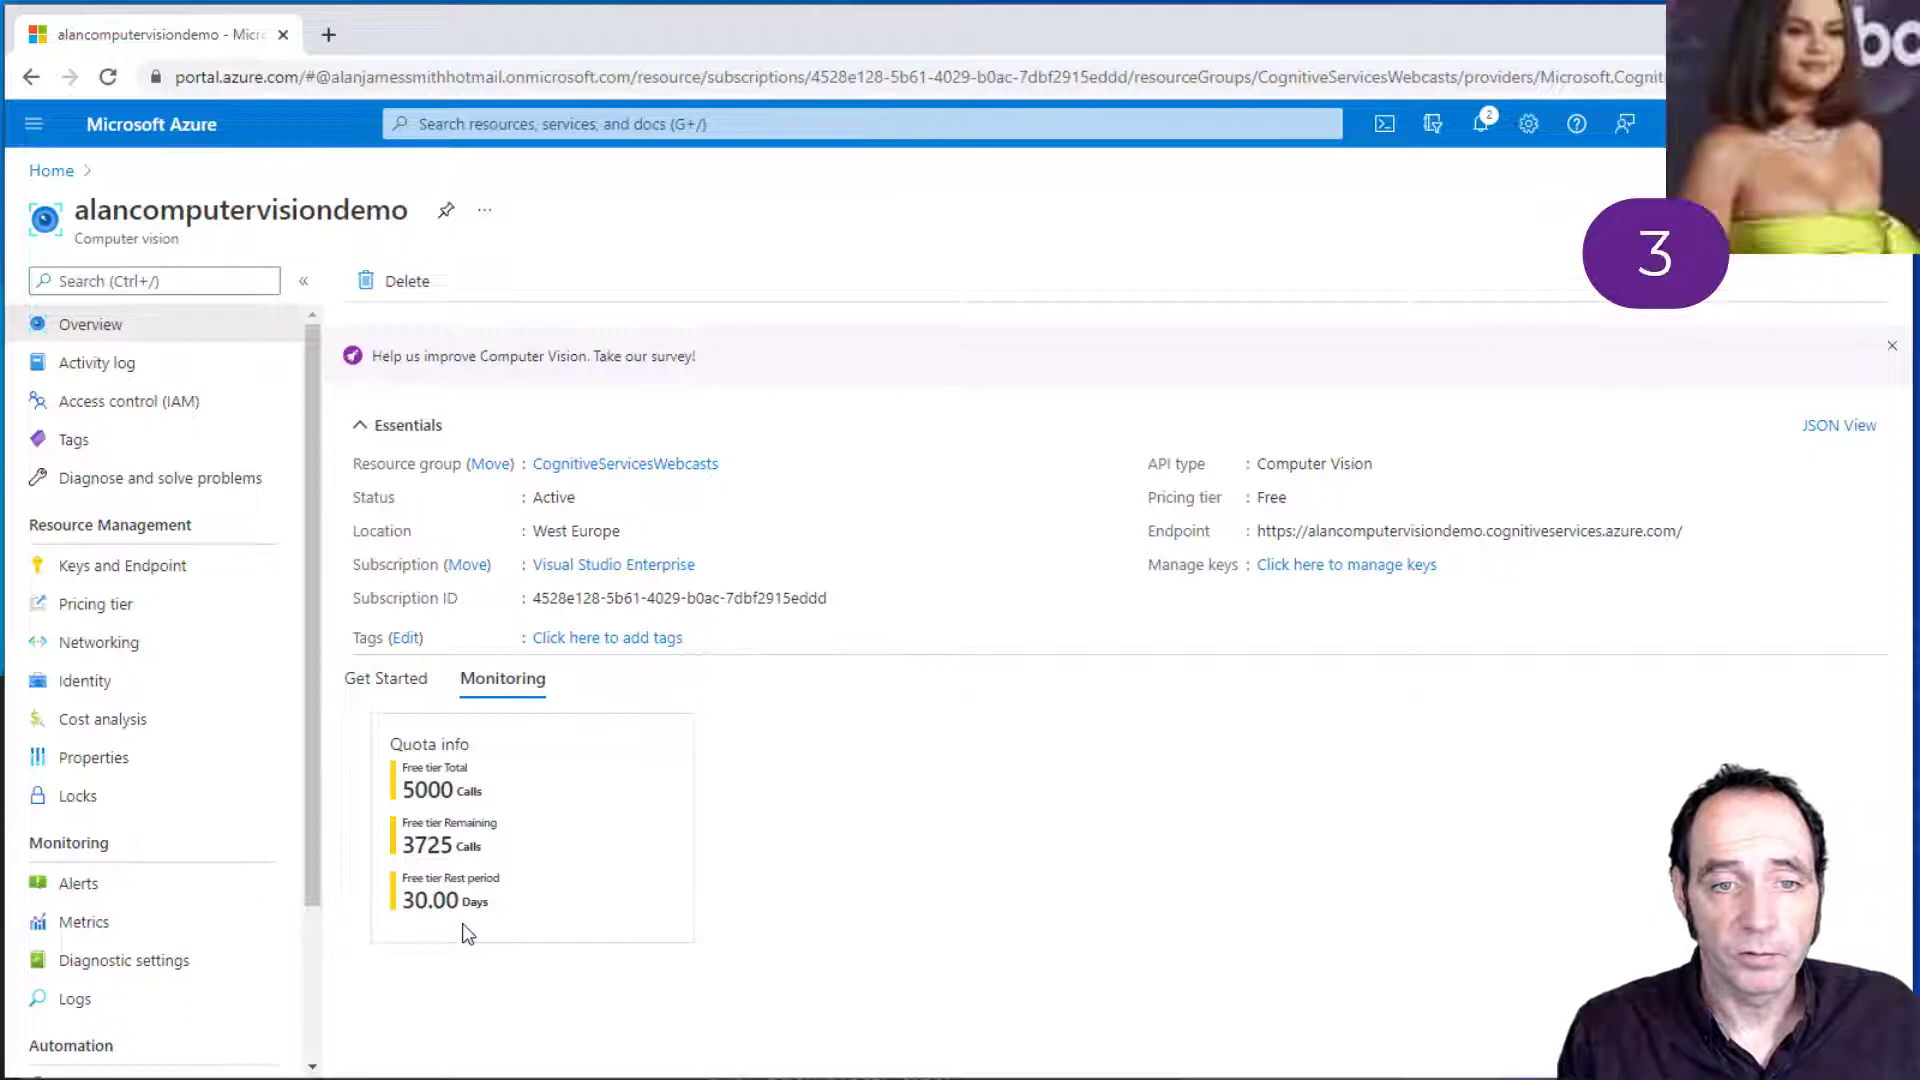 alancomputervisiondemo - Micr
portal.azure.com/#@alanjamessmithhotmail.onmicrosoft.com/resource/subscriptions/4528e128-5b61-4029-b0ac-7dbf2915eddd/resourceGroups/CognitiveServicesWebcasts/providers/Microsoft.Cognit
Microsoft Azure
Search resources, services, and docs (G+/)
2
bo
Home
alancomputervisiondemo
Computer vision
3
Search (Ctrl+/)
Delete
Overview
Activity log
Access control (IAM)
Tags
Diagnose and solve problems
Resource Management
Keys and Endpoint
Pricing tier
Networking
Identity
Cost analysis
Properties
Locks
Monitoring
Alerts
Metrics
Diagnostic settings
Logs
Automation
Help us improve Computer Vision. Take our survey!
Essentials
JSON View
Resource group (Move) : CognitiveServicesWebcasts
Status : Active
Location : West Europe
Subscription (Move) : Visual Studio Enterprise
Subscription ID : 4528e128-5b61-4029-b0ac-7dbf2915eddd
Tags (Edit) : Click here to add tags
API type : Computer Vision
Pricing tier : Free
Endpoint : https://alancomputervisiondemo.cognitiveservices.azure.com/
Manage keys : Click here to manage keys
Get Started
Monitoring
Quota info
Free tier Total
5000 Calls
Free tier Remaining
3725 Calls
Free tier Rest period
30.00 Days